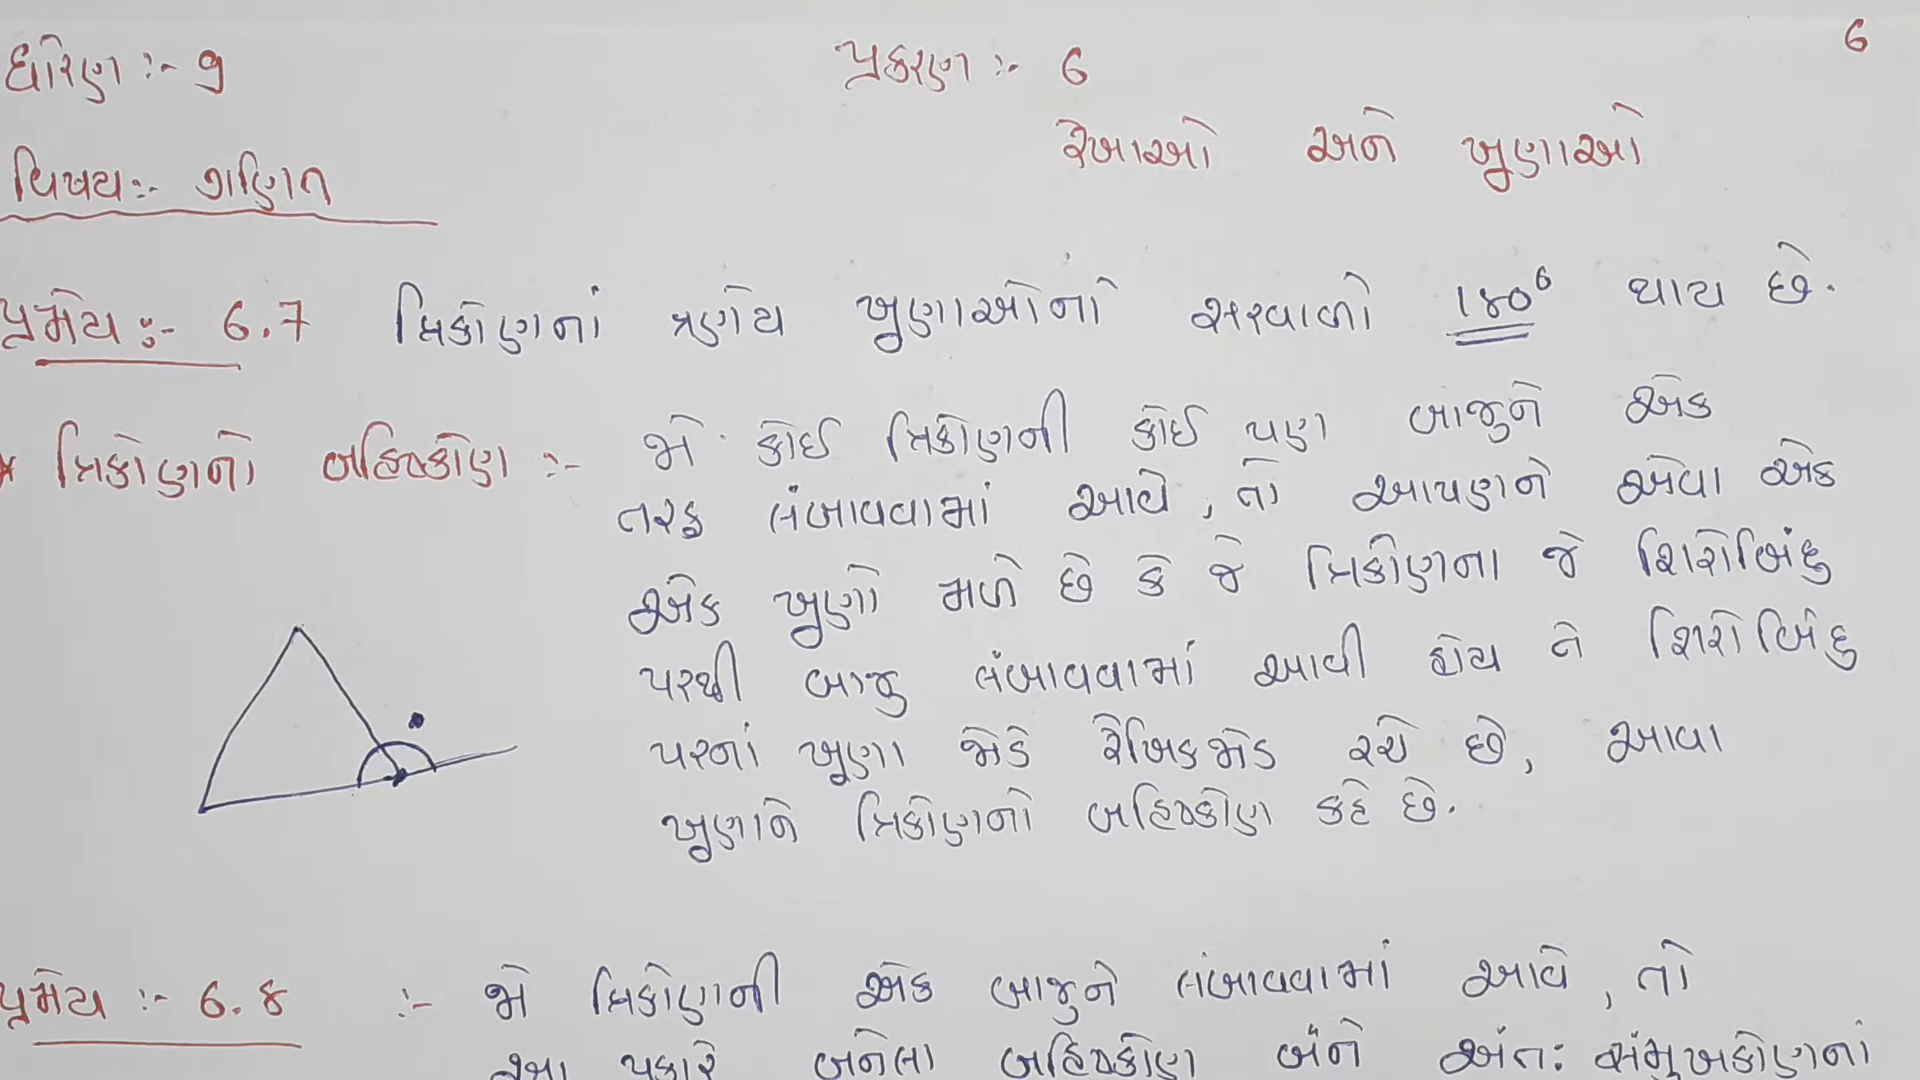 6
ધોરણ :- 9
પ્રકરણ :- 6
રેખાઓ અને ખૂણાઓ
વિષય:- ગણિત
પ્રમેય :- 6.7 ત્રિકોણનાં ત્રણેય ખૂણાઓનો સરવાળો 180° થાય છે.
* ત્રિકોણનો બહિષ્કોણ :- જો કોઈ ત્રિકોણની કોઈ પણ બાજુને એક
તરફ લંબાવવામાં આવે, તો આપણને એવા એક
એક ખૂણો મળે છે કે જે ત્રિકોણના જે શિરોબિંદુ
પરથી બાજુ લંબાવવામાં આવી હોય તે શિરોબિંદુ
પરનાં ખૂણા જોડે રૈખિકજોડ રચે છે, આવા
ખૂણાને ત્રિકોણનો બહિષ્કોણ કહે છે.
પ્રમેય :- 6.8 :- જો ત્રિકોણની એક બાજુને લંબાવવામાં આવે, તો
આ પ્રકારે બનેલા બહિષ્કોણ બંને અંતઃ સંમુખકોણનાં